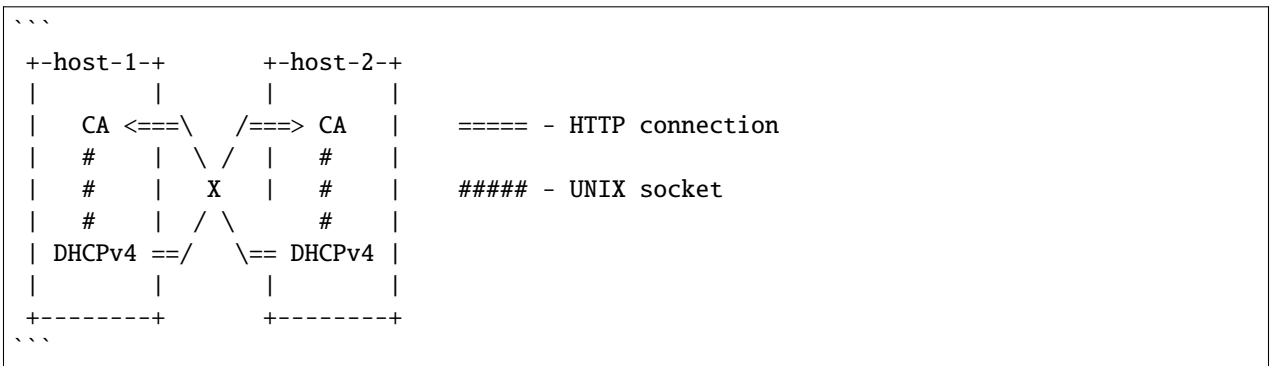 ```
 +-host-1-+       +-host-2-+
 |        |       |        |
 |   CA <===\   /===> CA   |    ===== - HTTP connection
 |   #    |  \ /  |   #    |
 |   #    |   X   |   #    |    ##### - UNIX socket
 |   #    |  / \      #    |
 | DHCPv4 ==/   \== DHCPv4 |
 |        |       |        |
 +--------+       +--------+
```